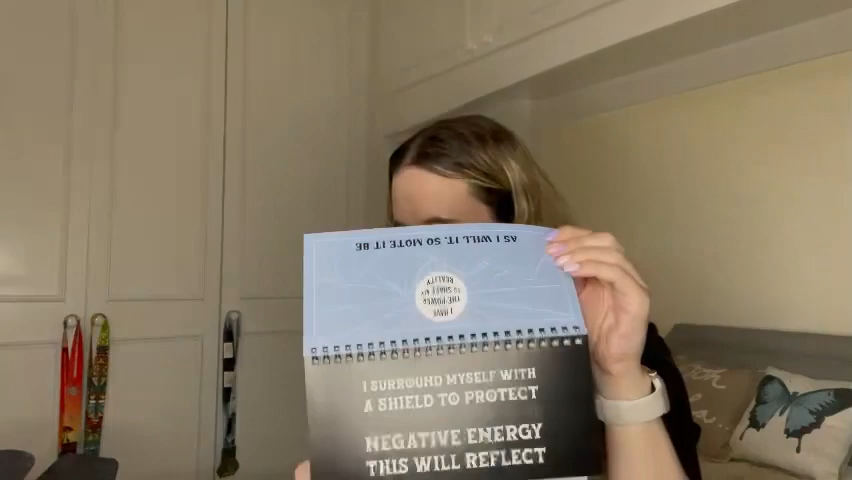 AS I WILL IT, SO MOTE IT BE
I HAVE
THE POWER
TO SHAPE MY
REALITY
I SURROUND MYSELF WITH
A SHIELD TO PROTECT
NEGATIVE ENERGY
THIS WILL REFLECT